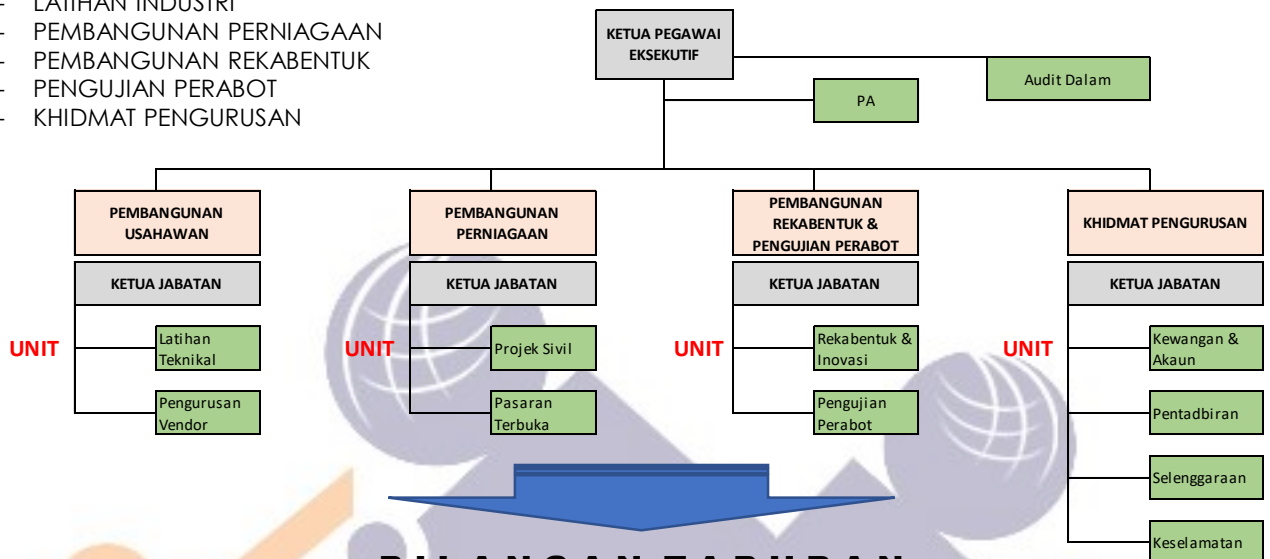 - LATIHAN INDUSTRI
- PEMBANGUNAN PERNIAGAAN
- PEMBANGUNAN REKABENTUK
- PENGUJIAN PERABOT
- KHIDMAT PENGURUSAN
KETUA PEGAWAI
EKSEKUTIF
Audit Dalam
PA
PEMBANGUNAN
USAHAWAN
PEMBANGUNAN
PERNIAGAAN
PEMBANGUNAN
REKABENTUK &
PENGUJIAN PERABOT
KHIDMAT PENGURUSAN
KETUA JABATAN
KETUA JABATAN
KETUA JABATAN
KETUA JABATAN
UNIT
Latihan
Teknikal
UNIT
Projek Sivil
UNIT
Rekabentuk &
Inovasi
UNIT
Kewangan &
Akaun
Pengurusan
Vendor
Pasaran
Terbuka
Pengujian
Perabot
Pentadbiran
Selenggaraan
Keselamatan